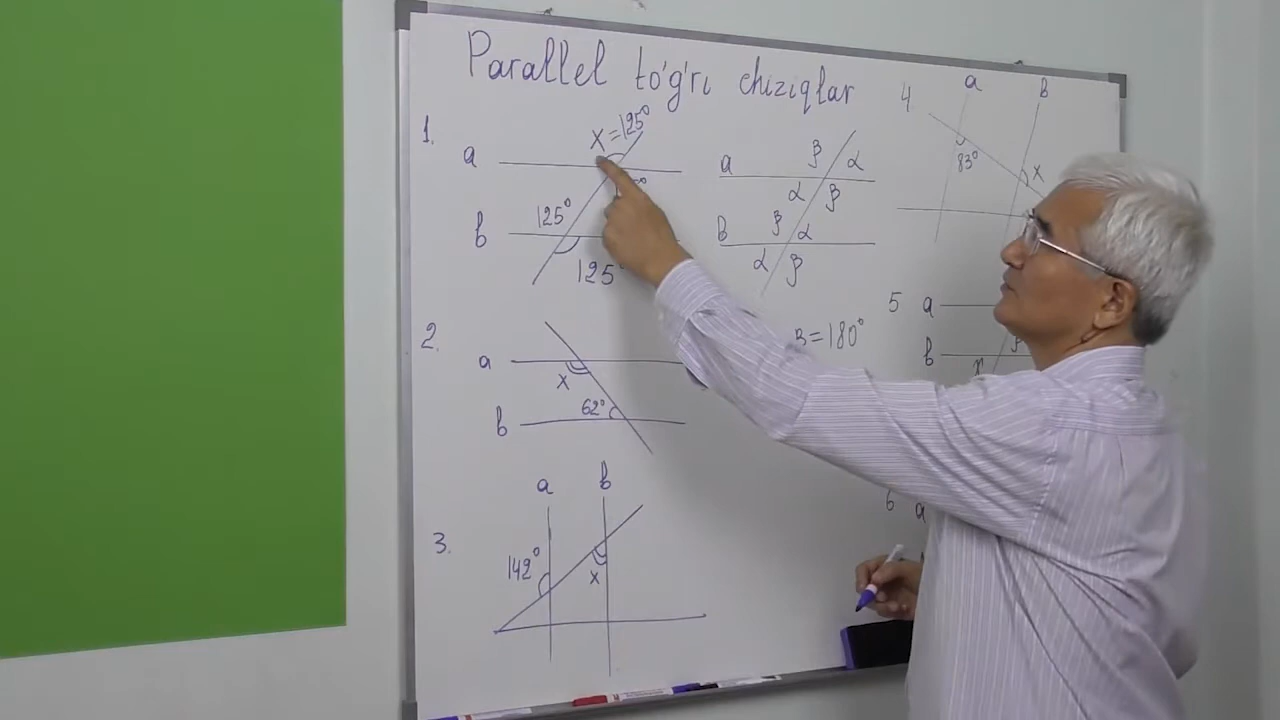 Parallel to'g'ri chiziqlar
1.
x = 125°
a
125°
b
125°
a
β α
α β
b
β α
α β
β = 180°
2.
a
x
62°
b
3.
a b
142°
x
4
a b
83°
x
5 a
b
6 a